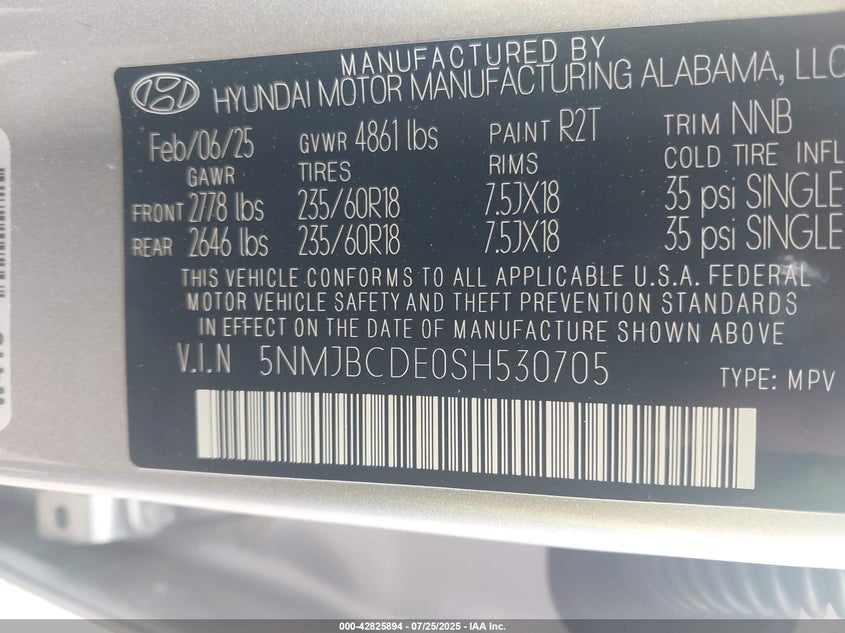 MANUFACTURED BY
HYUNDAI MOTOR MANUFACTURING ALABAMA, LLC
Feb/06/25 GVWR 4861 lbs PAINT R2T TRIM NNB
GAWR TIRES RIMS COLD TIRE INFL
FRONT 2778 lbs 235/60R18 7.5JX18 35 psi SINGLE
REAR 2646 lbs 235/60R18 7.5JX18 35 psi SINGLE
THIS VEHICLE CONFORMS TO ALL APPLICABLE U.S.A. FEDERAL
MOTOR VEHICLE SAFETY AND THEFT PREVENTION STANDARDS
IN EFFECT ON THE DATE OF MANUFACTURE SHOWN ABOVE
V.I.N 5NMJBCDE0SH530705 TYPE: MPV
000-42825894 / 07/25/2025 - IAA Inc.